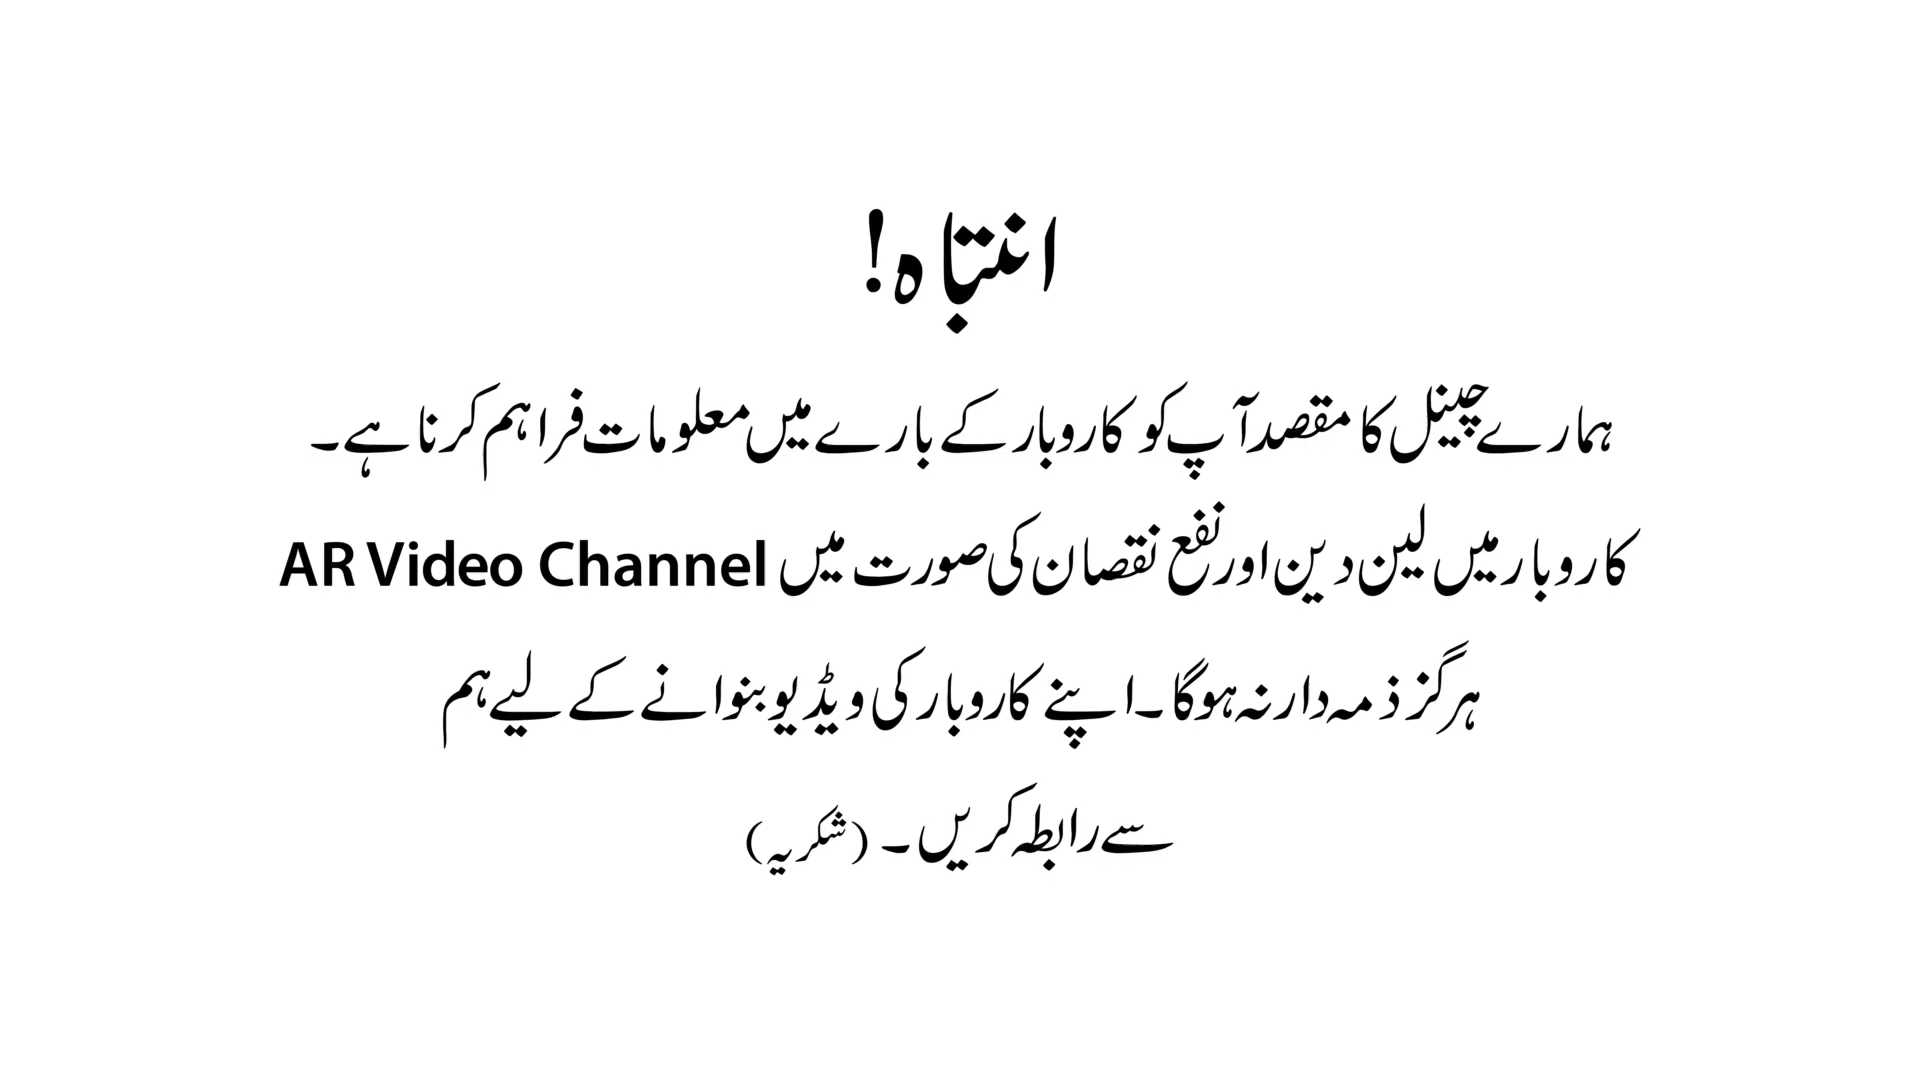 انتباہ!
ہمارے چینل کا مقصد آپ کو کاروبار کے بارے میں معلومات فراہم کرنا ہے۔
کاروبار میں لین دین اور نفع نقصان کی صورت میں AR Video Channel
ہرگز ذمہ دار نہ ہوگا۔ اپنے کاروبار کی ویڈیو بنوانے کے لیے ہم
سے رابطہ کریں۔ (شکریہ)